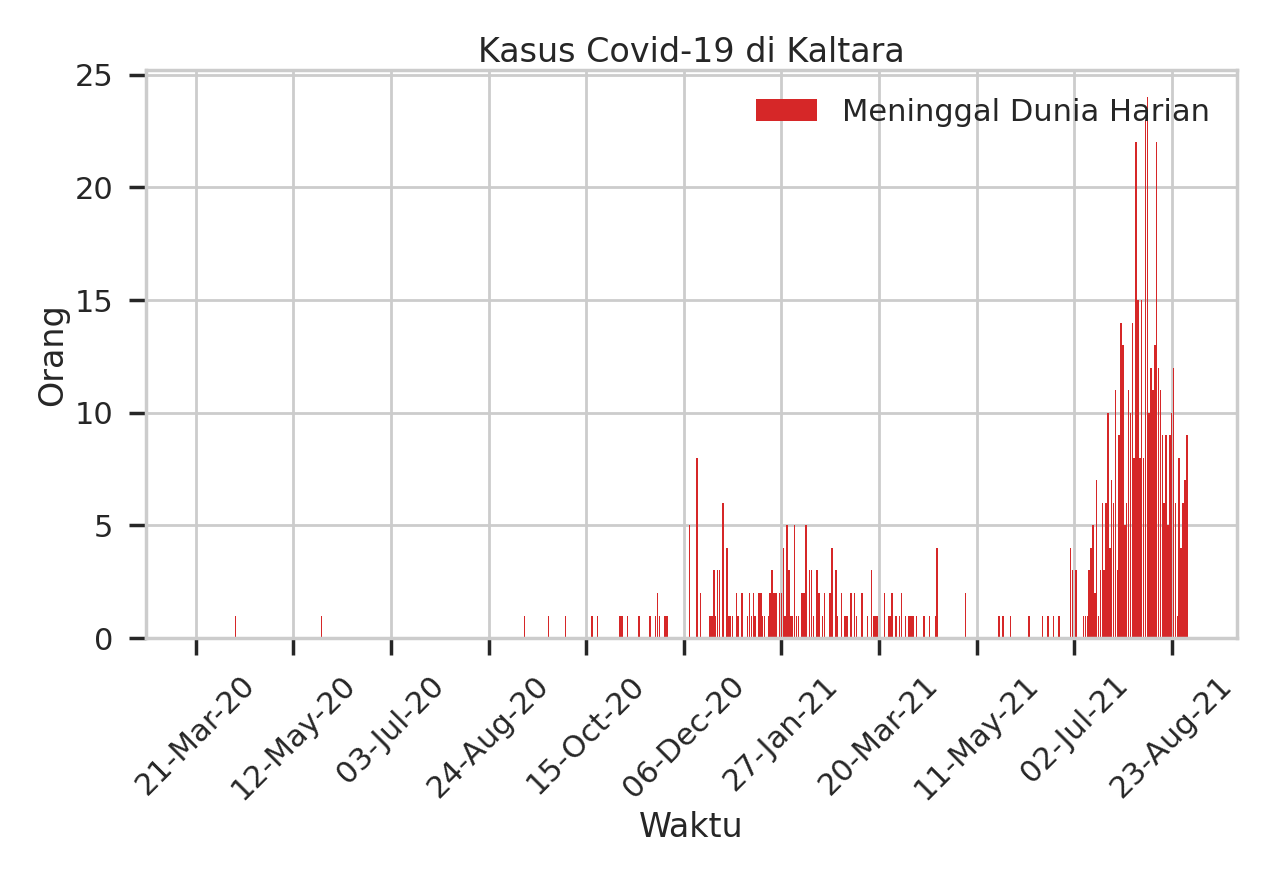 Kasus Covid-19 di Kaltara
Meninggal Dunia Harian
Orang
25
20
15
10
5
0
21-Mar-20
12-May-20
03-Jul-20
24-Aug-20
15-Oct-20
06-Dec-20
27-Jan-21
20-Mar-21
11-May-21
02-Jul-21
23-Aug-21
Waktu